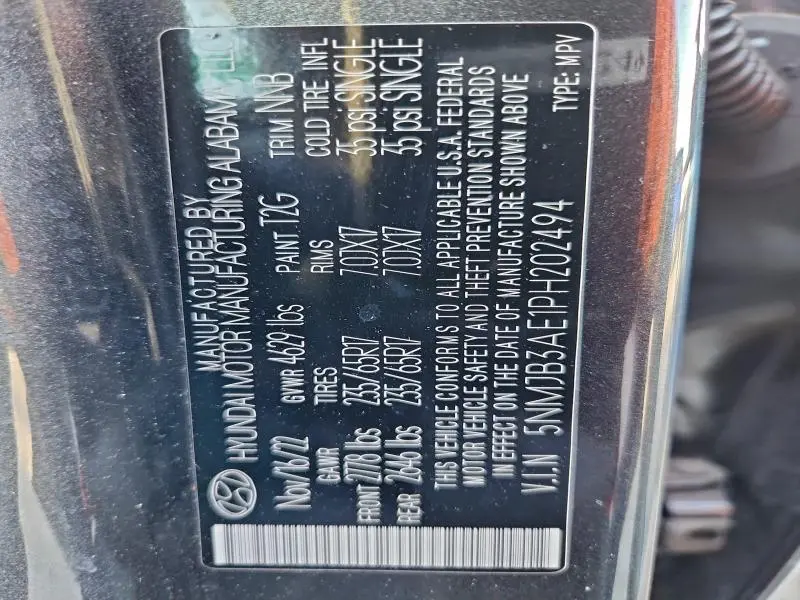 MANUFACTURED BY
HYUNDAI MOTOR MANUFACTURING ALABAMA, LLC
Nov/16/22 GVWR 4629 lbs PAINT T2G TRIM NNB
GAWR TIRES RIMS COLD TIRE INFL
FRONT 2778 lbs 235/65R17 7.0JX17 35 psi SINGLE
REAR 2646 lbs 235/65R17 7.0JX17 35 psi SINGLE
THIS VEHICLE CONFORMS TO ALL APPLICABLE U.S.A. FEDERAL
MOTOR VEHICLE SAFETY AND THEFT PREVENTION STANDARDS
IN EFFECT ON THE DATE OF MANUFACTURE SHOWN ABOVE
V.I.N 5NMJB3AE1PH202494 TYPE: MPV